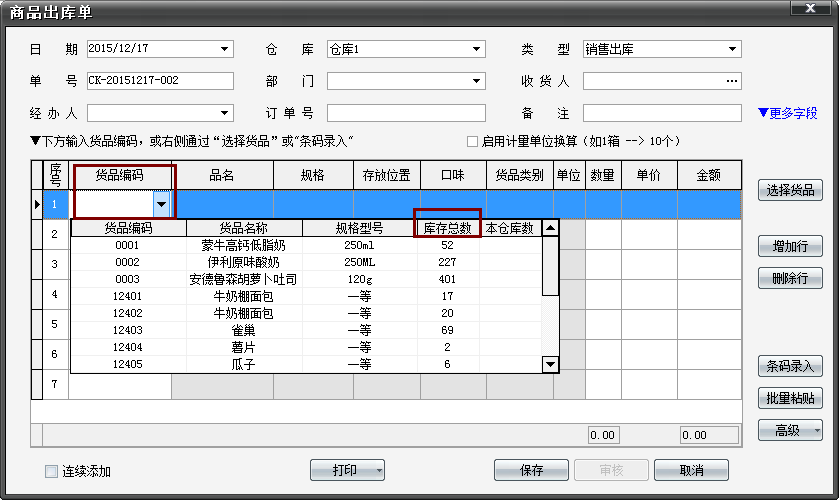 商品出库单
日 期 2015/12/17 仓 库 仓库1 类 型 销售出库
单 号 CK-20151217-002 部 门 收 货 人 ...
经 办 人 订 单 号 备 注 ▼更多字段
▼下方输入货品编码，或右侧通过“选择货品”或"条码录入" 启用计量单位换算（如1箱 --> 10个）
序号 货品编码 品名 规格 存放位置 口味 货品类别 单位 数量 单价 金额
选择货品
1
2 货品编码 货品名称 规格型号 库存总数 本仓库数
0001 蒙牛高钙低脂奶 250ml 52
增加行
3 0002 伊利原味酸奶 250ML 227
0003 安德鲁森胡萝卜吐司 120g 401
删除行
4 12401 牛奶棚面包 一等 17
12402 牛奶棚面包 一等 20
5 12403 雀巢 一等 69
6 12404 薯片 一等 2
12405 瓜子 一等 6
条码录入
7
批量粘贴
0.00 0.00
高级
连续添加 打印 保存 审核 取消